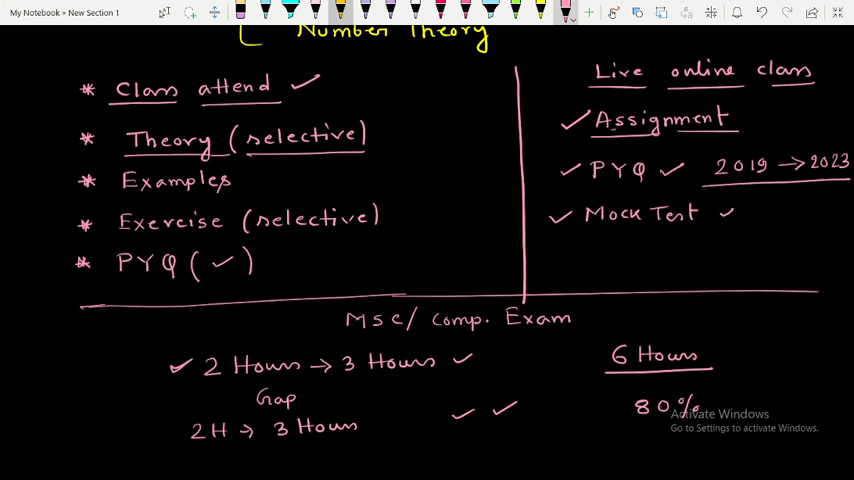 My Notebook » New Section 1
Number Theory
* Class attend ✓
* Theory (selective)
* Examples
* Exercise (selective)
* PYQ (✓)
Live online class
✓ Assignment
✓ PYQ ✓ 2019 → 2023
✓ Mock Test ✓
MSC/ Comp. Exam
✓ 2 Hours → 3 Hours ✓
Gap
2H → 3 Hours ✓ ✓
6 Hours
80%
Activate Windows
Go to Settings to activate Windows.